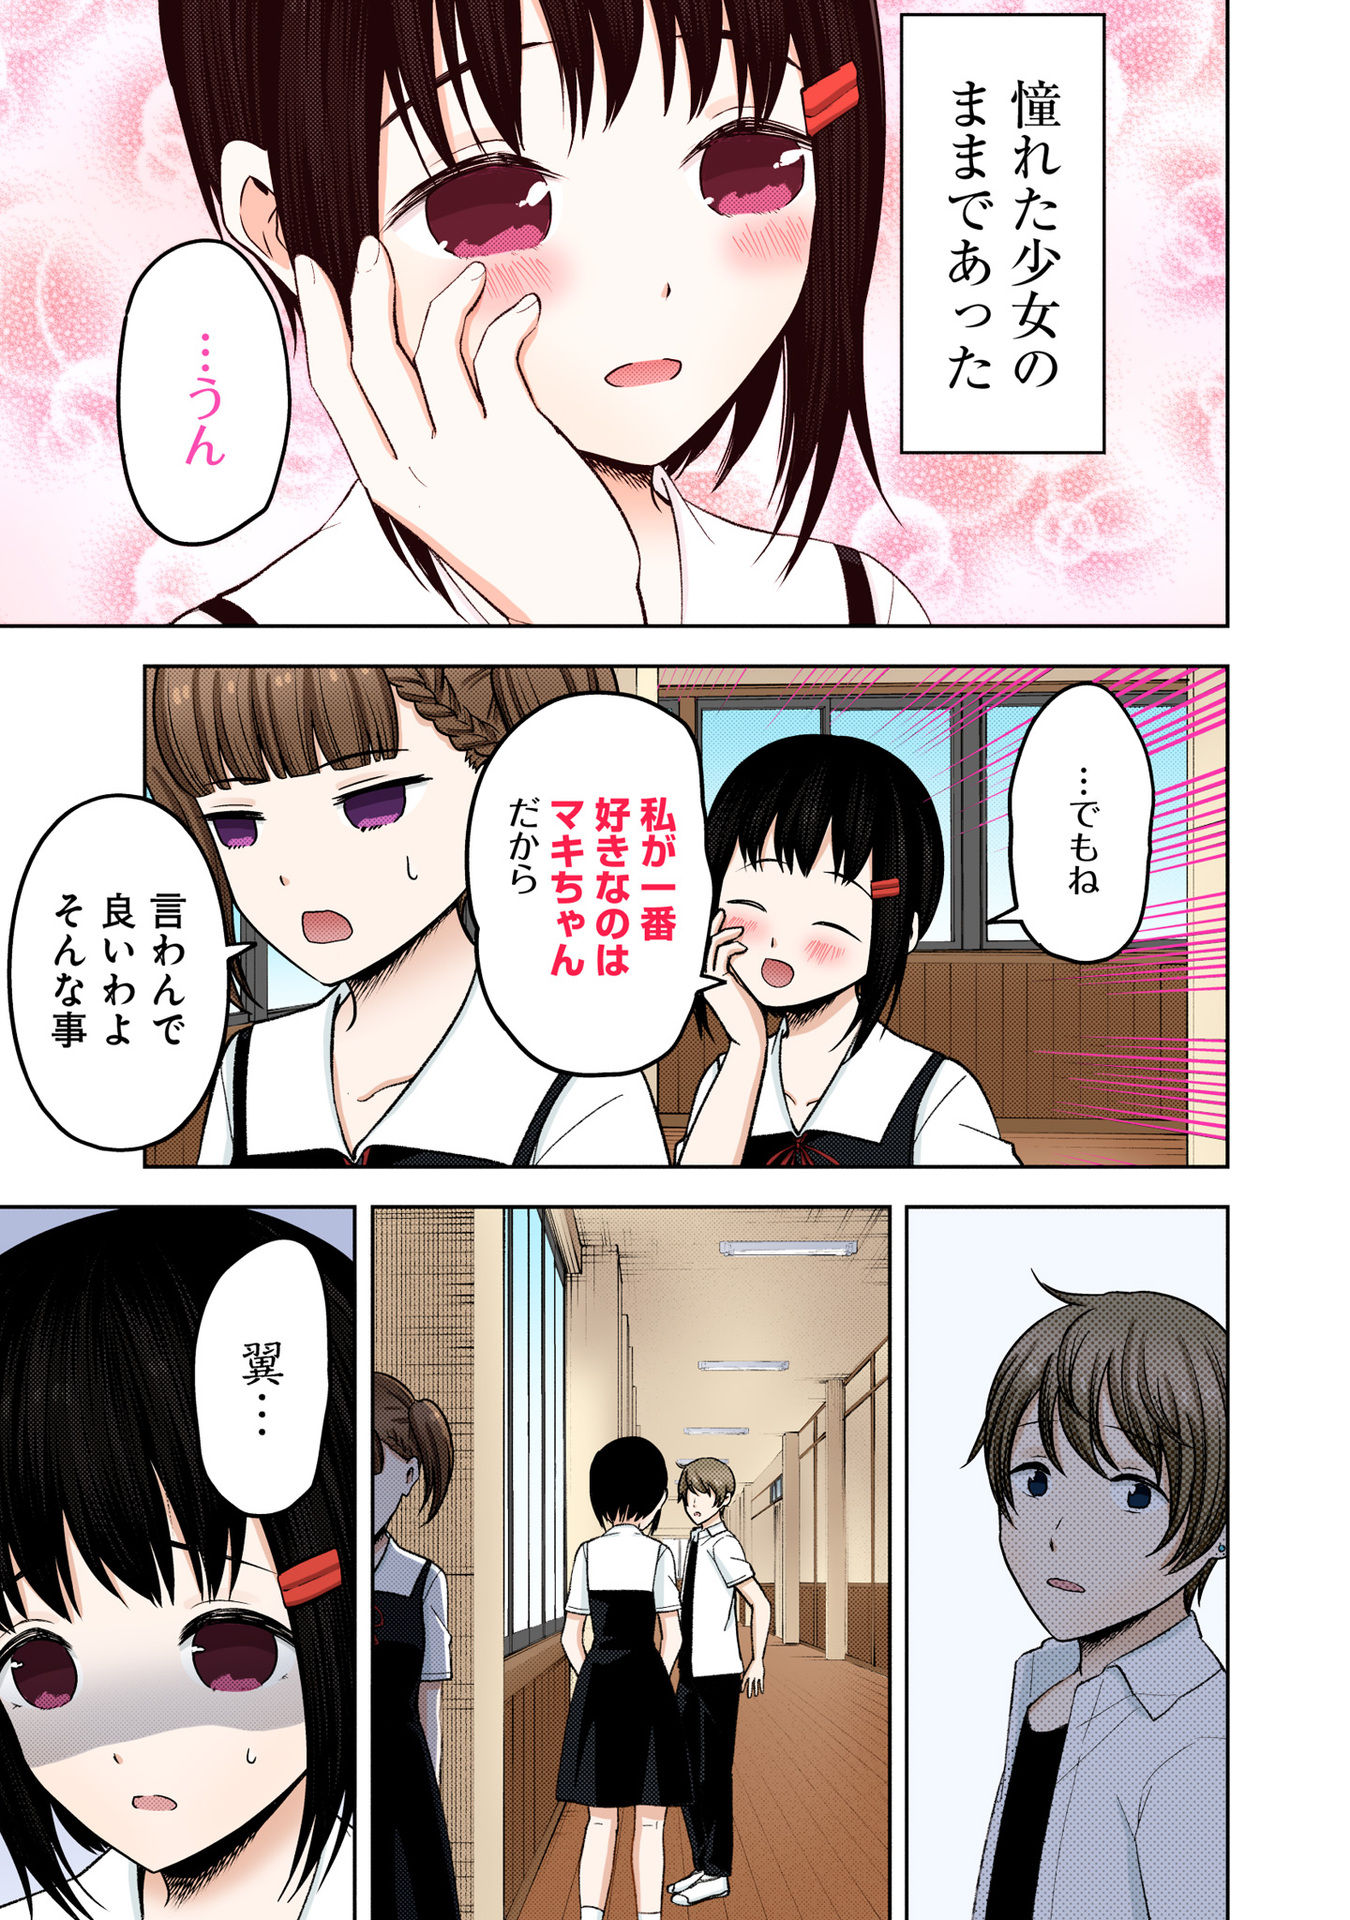 憧れた少女の
ままであった
…うん
…でもね
私が一番
好きなのは
マキちゃん
だから
言わんで
良いわよ
そんな事
翼…